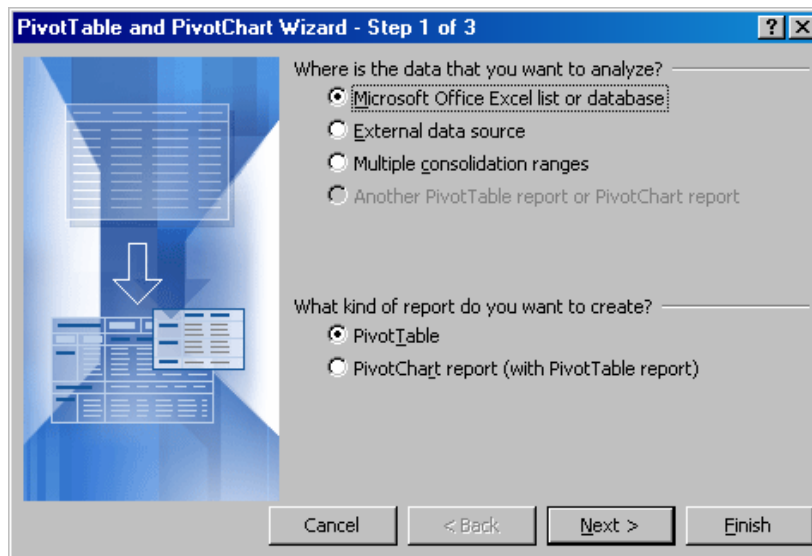 PivotTable and PivotChart Wizard - Step 1 of 3
Where is the data that you want to analyze?
Microsoft Office Excel list or database
External data source
Multiple consolidation ranges
Another PivotTable report or PivotChart report
What kind of report do you want to create?
PivotTable
PivotChart report (with PivotTable report)
Cancel < Back Next > Finish